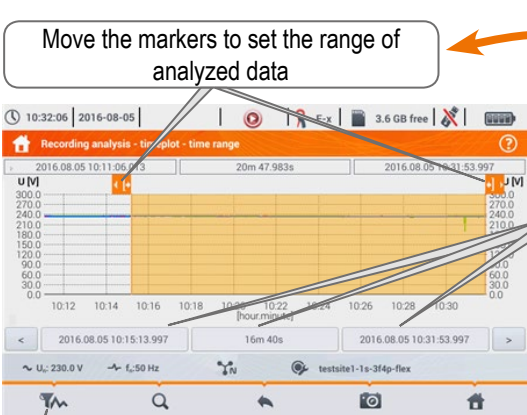 Move the markers to set the range of
analyzed data
10:32:06 2016-08-05 F-x 3.6 GB free
Recording analysis - timeplot - time range
2016.08.05 10:11:06 20m 47.983s 2016.08.05 10:31:53.997
U [V] U [V]
300.0 300.0
270.0 270.0
240.0 240.0
210.0 210.0
180.0 180.0
150.0 150.0
120.0 120.0
90.0 90.0
60.0 60.0
30.0 30.0
0.0 0.0
10:12 10:14 10:16 10:18 10:20 10:22 10:24 10:26 10:28 10:30
[hour:minute]
< 2016.08.05 10:15:13.997 16m 40s 2016.08.05 10:31:53.997 >
Uₙ: 230.0 V fₙ:50 Hz N testsite1-1s-3f4p-flex